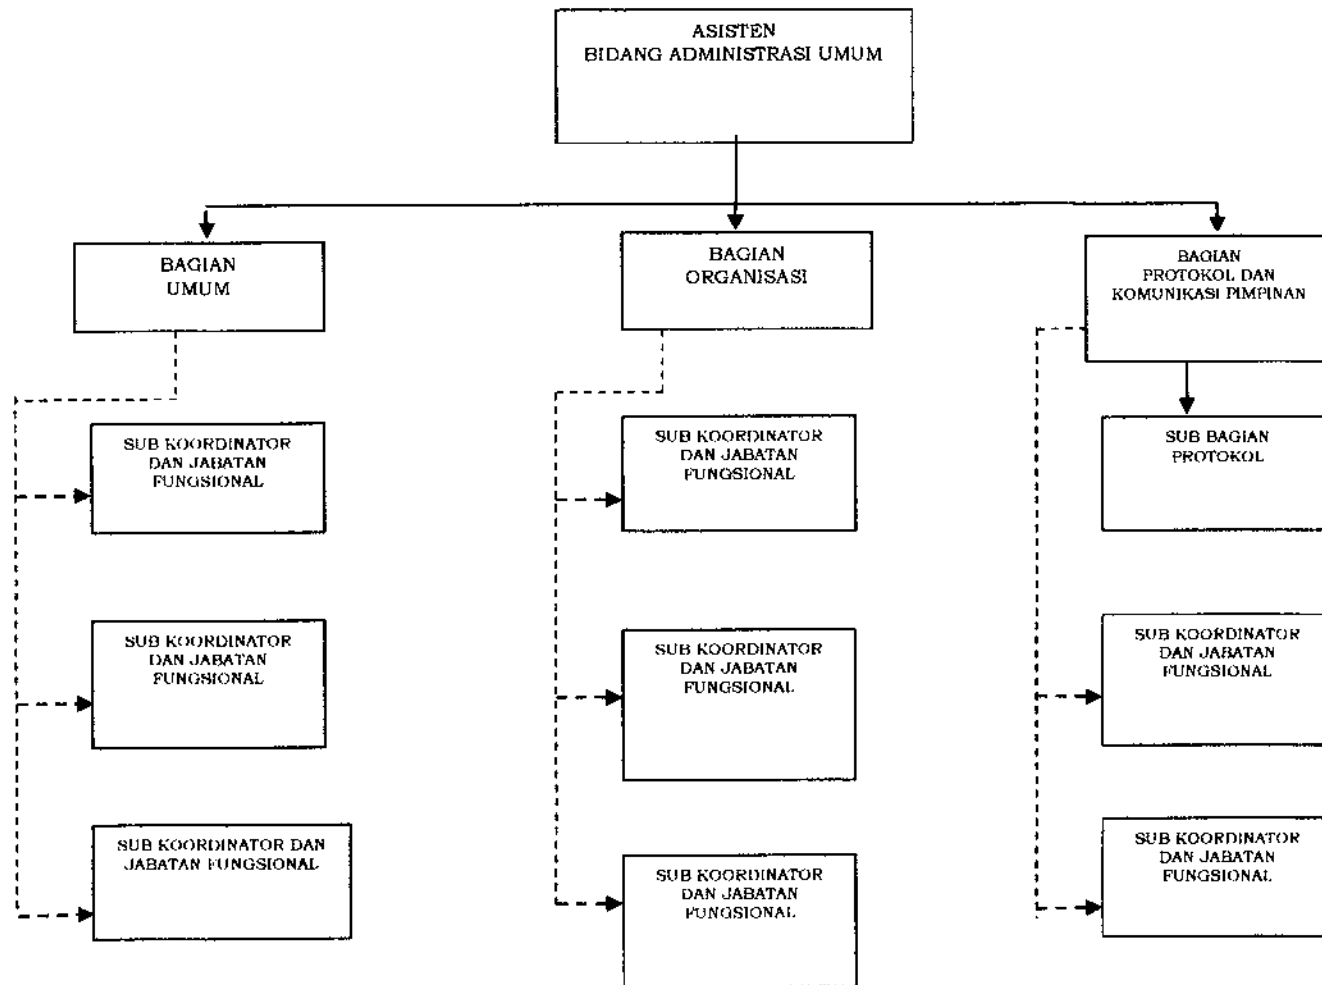 ASISTEN
BIDANG ADMINISTRASI UMUM
BAGIAN
UMUM
BAGIAN
ORGANISASI
BAGIAN
PROTOKOL DAN
KOMUNIKASI PIMPINAN
SUB KOORDINATOR
DAN JABATAN
FUNGSIONAL
SUB KOORDINATOR
DAN JABATAN
FUNGSIONAL
SUB BAGIAN
PROTOKOL
SUB KOORDINATOR
DAN JABATAN
FUNGSIONAL
SUB KOORDINATOR
DAN JABATAN
FUNGSIONAL
SUB KOORDINATOR
DAN JABATAN
FUNGSIONAL
SUB KOORDINATOR DAN
JABATAN FUNGSIONAL
SUB KOORDINATOR
DAN JABATAN
FUNGSIONAL
SUB KOORDINATOR
DAN JABATAN
FUNGSIONAL